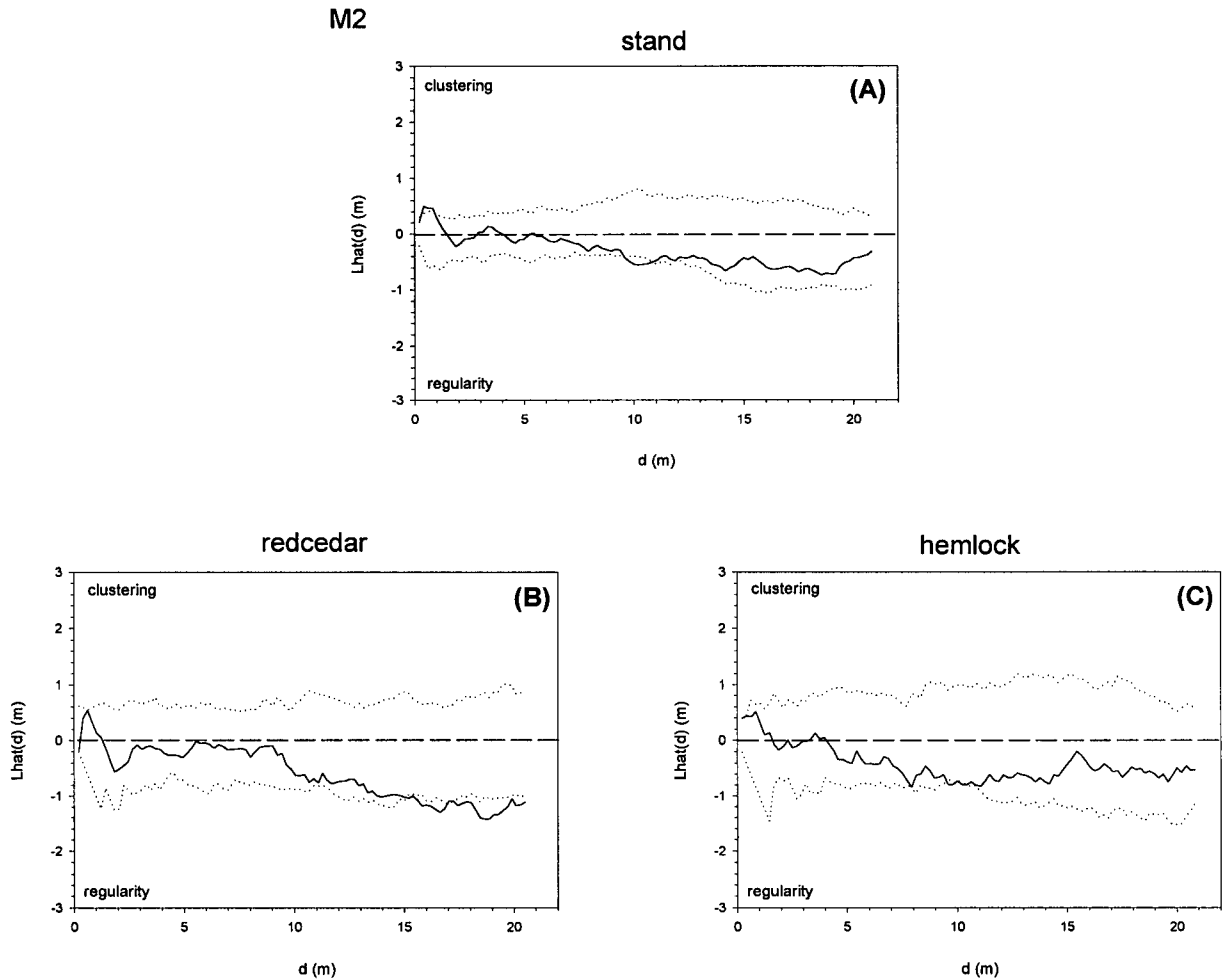 M2
stand
(A)
clustering
regularity
3
2
1
0
-1
-2
-3
Lhat(d) (m)
0 5 10 15 20
d (m)
redcedar
(B)
clustering
regularity
3
2
1
0
-1
-2
-3
Lhat(d) (m)
0 5 10 15 20
d (m)
hemlock
(C)
clustering
regularity
3
2
1
0
-1
-2
-3
Lhat(d) (m)
0 5 10 15 20
d (m)